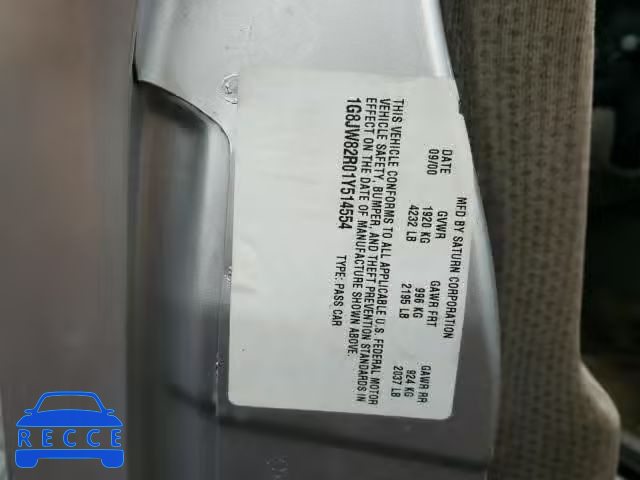 MFD BY SATURN CORPORATION
DATE GVWR GAWR FRT GAWR RR
09/00 1920 KG 996 KG 924 KG
4232 LB 2195 LB 2037 LB
THIS VEHICLE CONFORMS TO ALL APPLICABLE U.S. FEDERAL MOTOR
VEHICLE SAFETY, BUMPER, AND THEFT PREVENTION STANDARDS IN
EFFECT ON THE DATE OF MANUFACTURE SHOWN ABOVE.
1G8JW82R01Y514554 TYPE: PASS CAR
RECCE